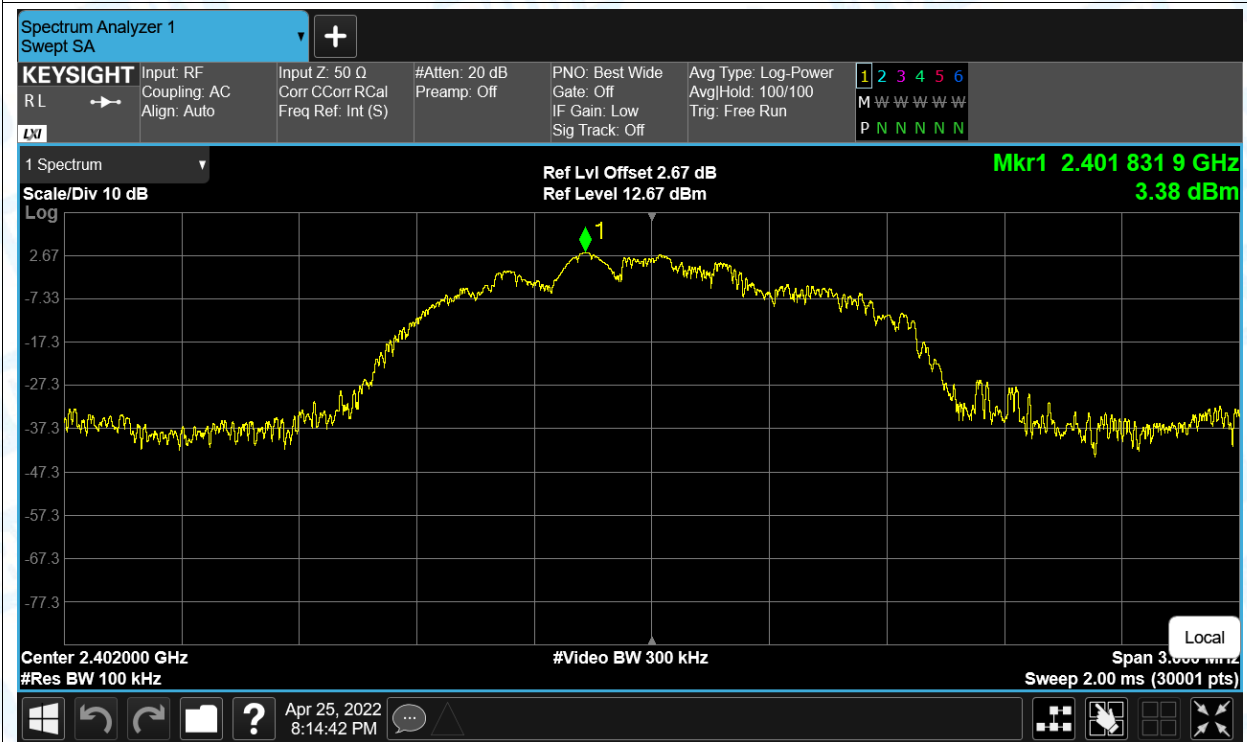 Spectrum Analyzer 1
Swept SA
KEYSIGHT
R L
LXI
Input: RF
Coupling: AC
Align: Auto
Input Z: 50 Ω
Corr CCorr RCal
Freq Ref: Int (S)
#Atten: 20 dB
Preamp: Off
PNO: Best Wide
Gate: Off
IF Gain: Low
Sig Track: Off
Avg Type: Log-Power
Avg|Hold: 100/100
Trig: Free Run
1 2 3 4 5 6
M W W W W W
P N N N N N
1 Spectrum
Scale/Div 10 dB
Log
Ref Lvl Offset 2.67 dB
Ref Level 12.67 dBm
Mkr1 2.401 831 9 GHz
3.38 dBm
1
2.67
-7.33
-17.3
-27.3
-37.3
-47.3
-57.3
-67.3
-77.3
Local
Center 2.402000 GHz
#Res BW 100 kHz
#Video BW 300 kHz
Span
Sweep 2.00 ms (30001 pts)
?
Apr 25, 2022
8:14:42 PM